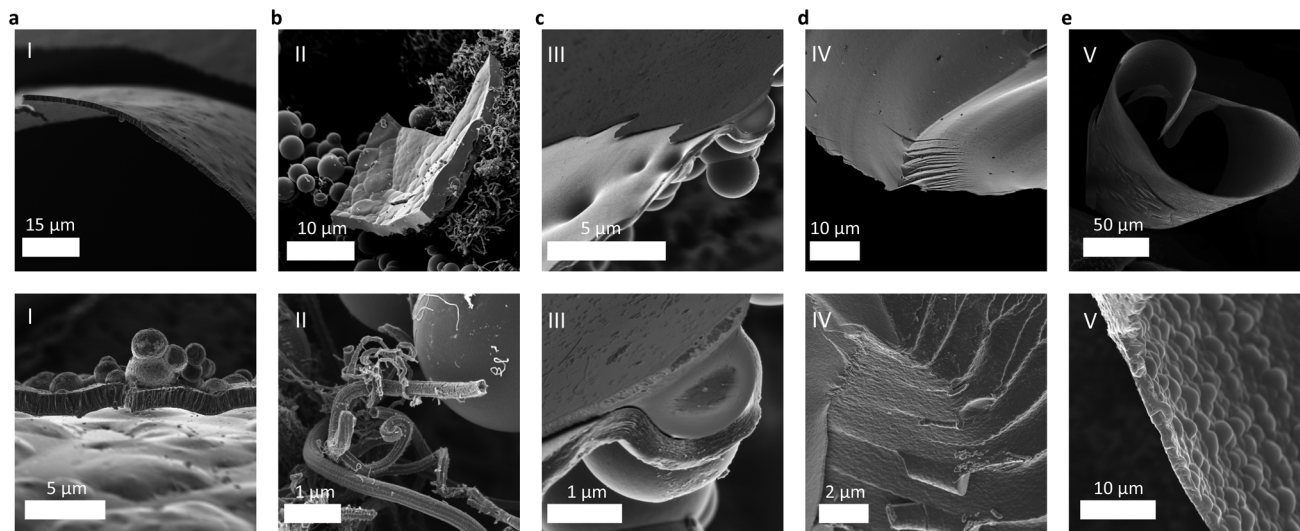 a b c d e
I II III IV V
15 µm 10 µm 5 µm 10 µm 50 µm
I II III IV V
5 µm 1 µm 1 µm 2 µm 10 µm